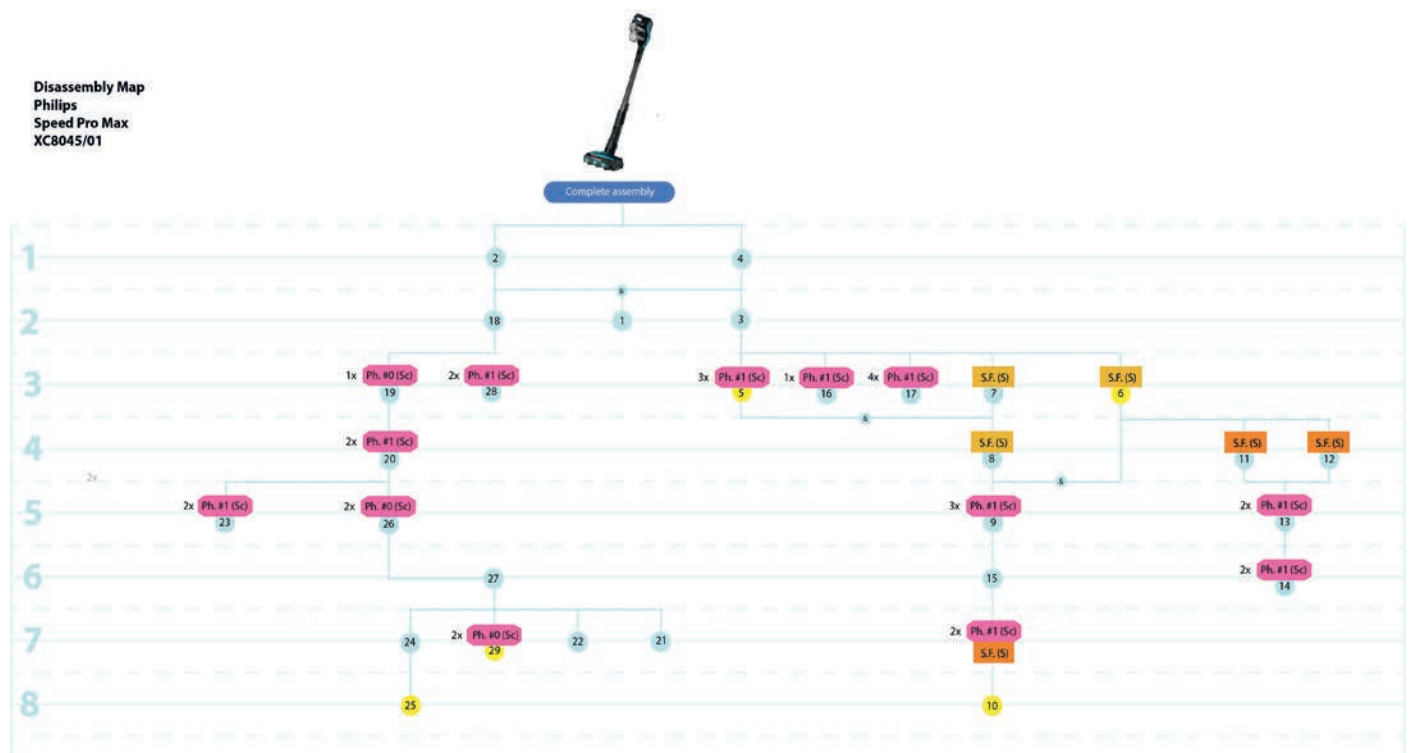 Disassembly Map
Philips
Speed Pro Max
XC8045/01
Complete assembly
1
2
4
&
2
18
1
3
1x Ph. #0 (Sc)
2x Ph. #1 (Sc)
3x Ph. #1 (Sc)
1x Ph. #1 (Sc)
4x Ph. #1 (Sc)
S.F. (S)
S.F. (S)
3
19
28
5
16
17
7
6
&
4
2x Ph. #1 (Sc)
S.F. (S)
S.F. (S)
S.F. (S)
20
8
11
12
2x
&
5
2x Ph. #1 (Sc)
2x Ph. #0 (Sc)
3x Ph. #1 (Sc)
2x Ph. #1 (Sc)
23
26
9
13
6
27
15
2x Ph. #1 (Sc)
14
7
24
2x Ph. #0 (Sc)
29
22
21
2x Ph. #1 (Sc)
S.F. (S)
8
25
10